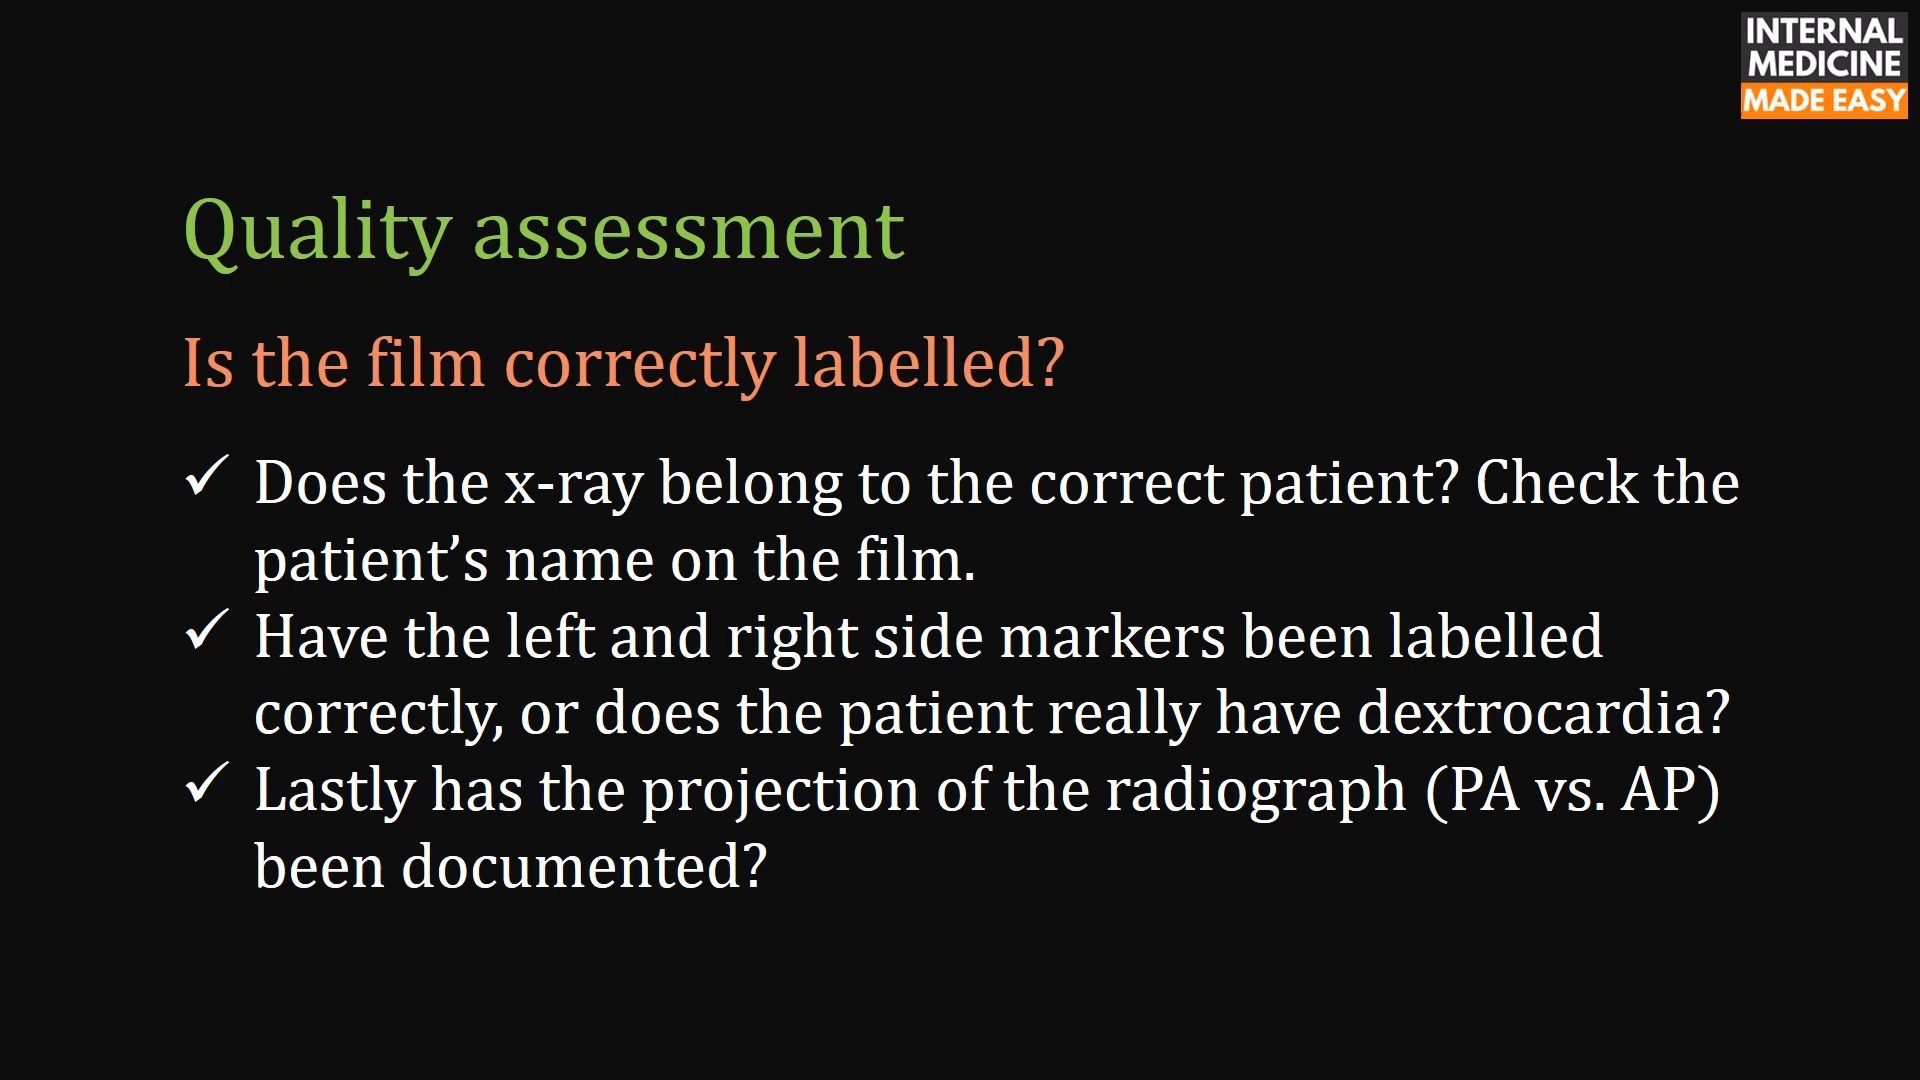 INTERNAL
MEDICINE
MADE EASY
Quality assessment
Is the film correctly labelled?
✓ Does the x-ray belong to the correct patient? Check the
patient’s name on the film.
✓ Have the left and right side markers been labelled
correctly, or does the patient really have dextrocardia?
✓ Lastly has the projection of the radiograph (PA vs. AP)
been documented?